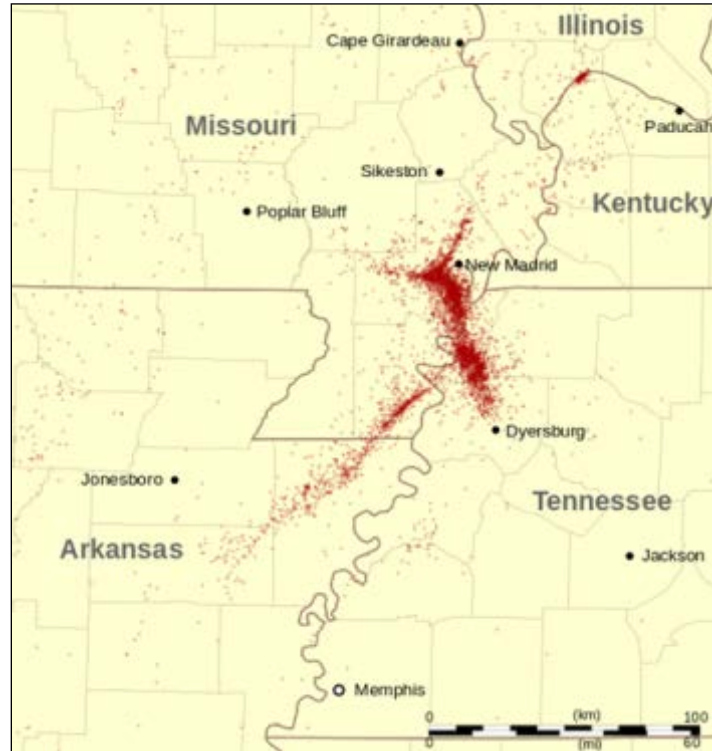 Illinois
Cape Girardeau
Missouri
Paducah
Sikeston
Poplar Bluff
Kentucky
New Madrid
Dyersburg
Jonesboro
Tennessee
Arkansas
Jackson
Memphis
0 (km) 100
0 (mi) 60